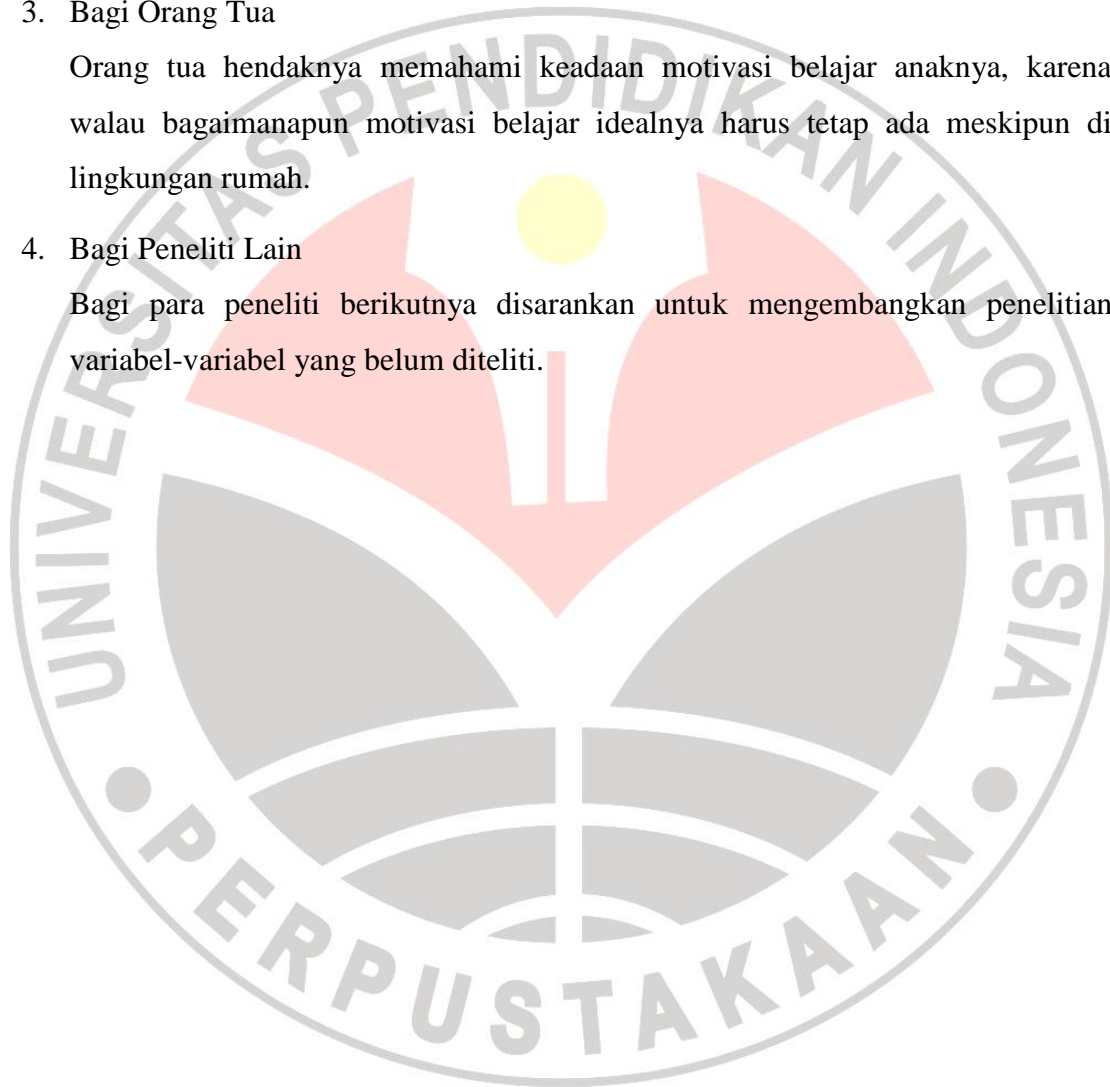 3. Bagi Orang Tua
Orang tua hendaknya memahami keadaan motivasi belajar anaknya, karena
walau bagaimanapun motivasi belajar idealnya harus tetap ada meskipun di
lingkungan rumah.
4. Bagi Peneliti Lain
Bagi para peneliti berikutnya disarankan untuk mengembangkan penelitian
variabel-variabel yang belum diteliti.
UNIVERSITAS PENDIDIKAN INDONESIA
PERPUSTAKAAN